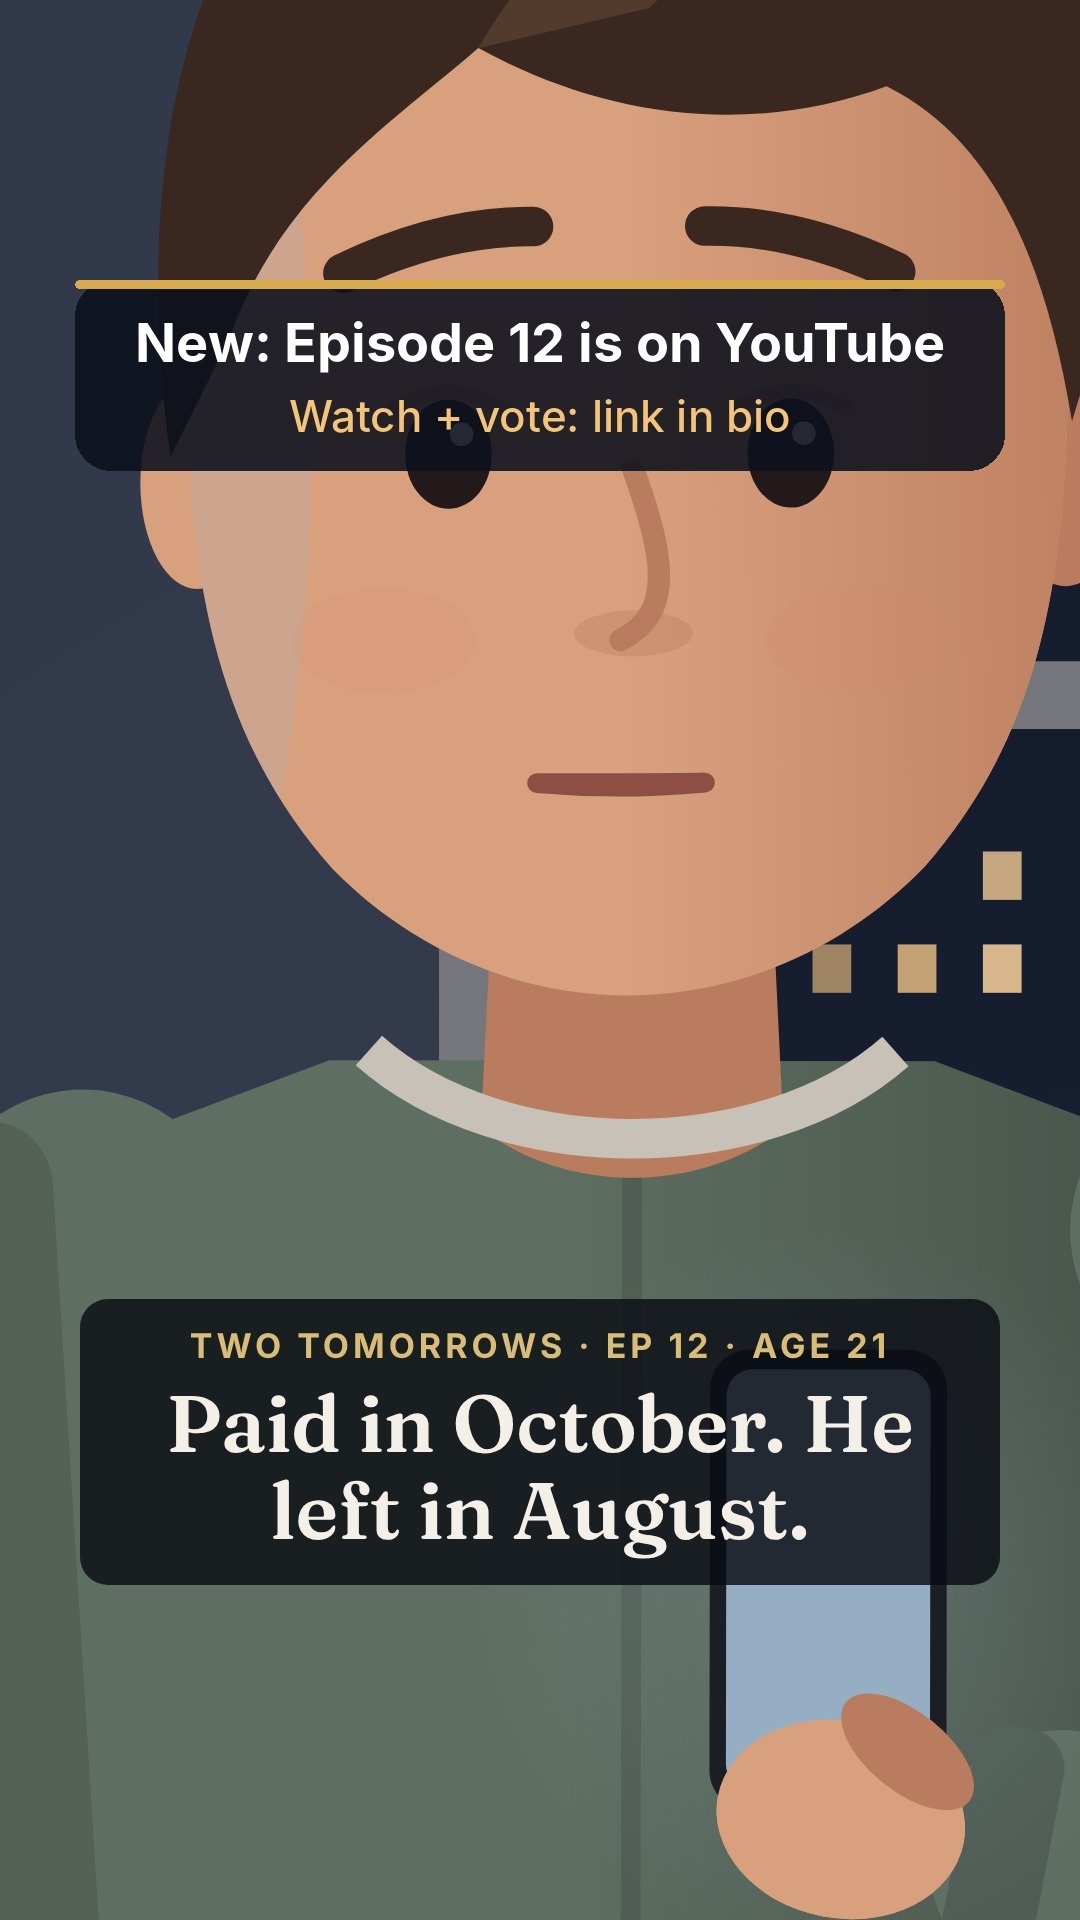 New: Episode 12 is on YouTube
Watch + vote: link in bio
TWO TOMORROWS · EP 12 · AGE 21
Paid in October. He
left in August.